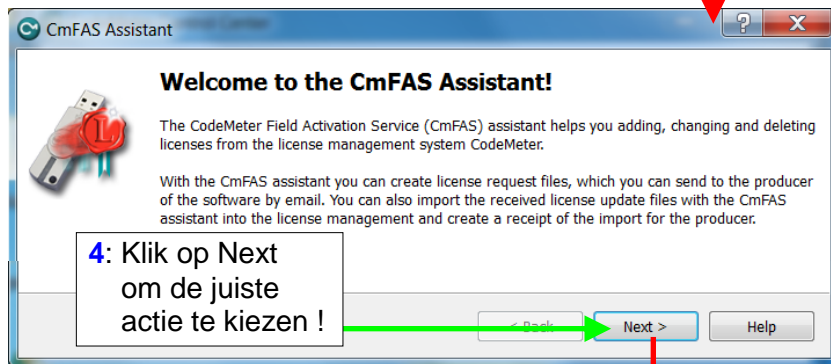 CmFAS Assistant
Welcome to the CmFAS Assistant!
The CodeMeter Field Activation Service (CmFAS) assistant helps you adding, changing and deleting
licenses from the license management system CodeMeter.
With the CmFAS assistant you can create license request files, which you can send to the producer
of the software by email. You can also import the received license update files with the CmFAS
assistant into the license management and create a receipt of the import for the producer.
4: Klik op Next
om de juiste
actie te kiezen !
< Back Next > Help